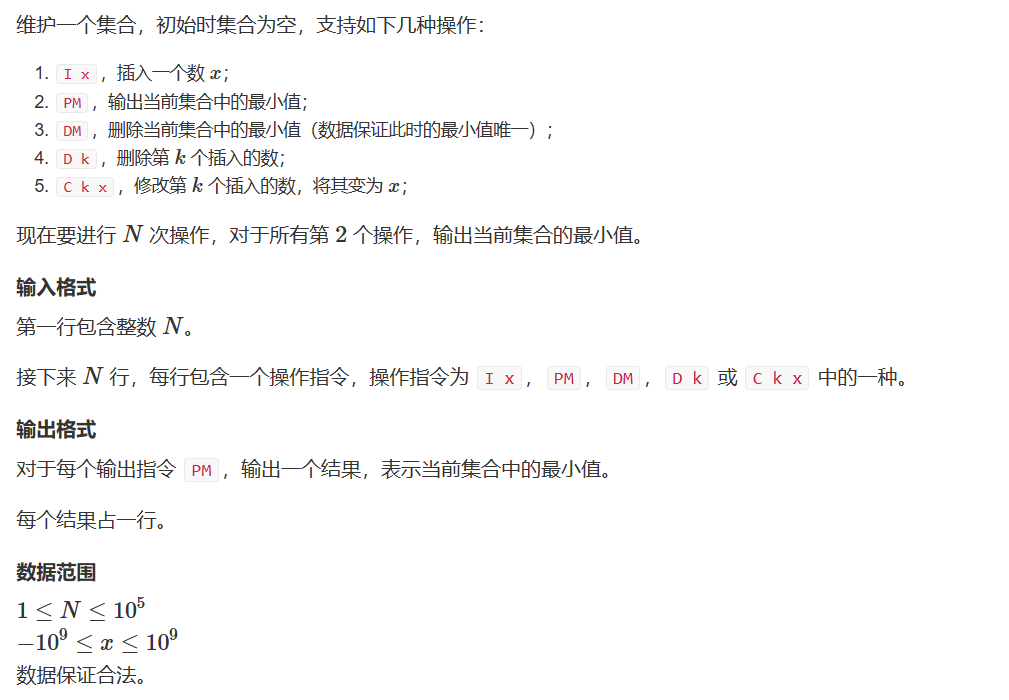 维护一个集合，初始时集合为空，支持如下几种操作：
1. I x ，插入一个数 x；
2. PM ，输出当前集合中的最小值；
3. DM ，删除当前集合中的最小值（数据保证此时的最小值唯一）；
4. D k ，删除第 k 个插入的数；
5. C k x ，修改第 k 个插入的数，将其变为 x；
现在要进行 N 次操作，对于所有第 2 个操作，输出当前集合的最小值。
输入格式
第一行包含整数 N。
接下来 N 行，每行包含一个操作指令，操作指令为 I x ， PM ， DM ， D k 或 C k x 中的一种。
输出格式
对于每个输出指令 PM ，输出一个结果，表示当前集合中的最小值。
每个结果占一行。
数据范围
1 ≤ N ≤ 10⁵
−10⁹ ≤ x ≤ 10⁹
数据保证合法。